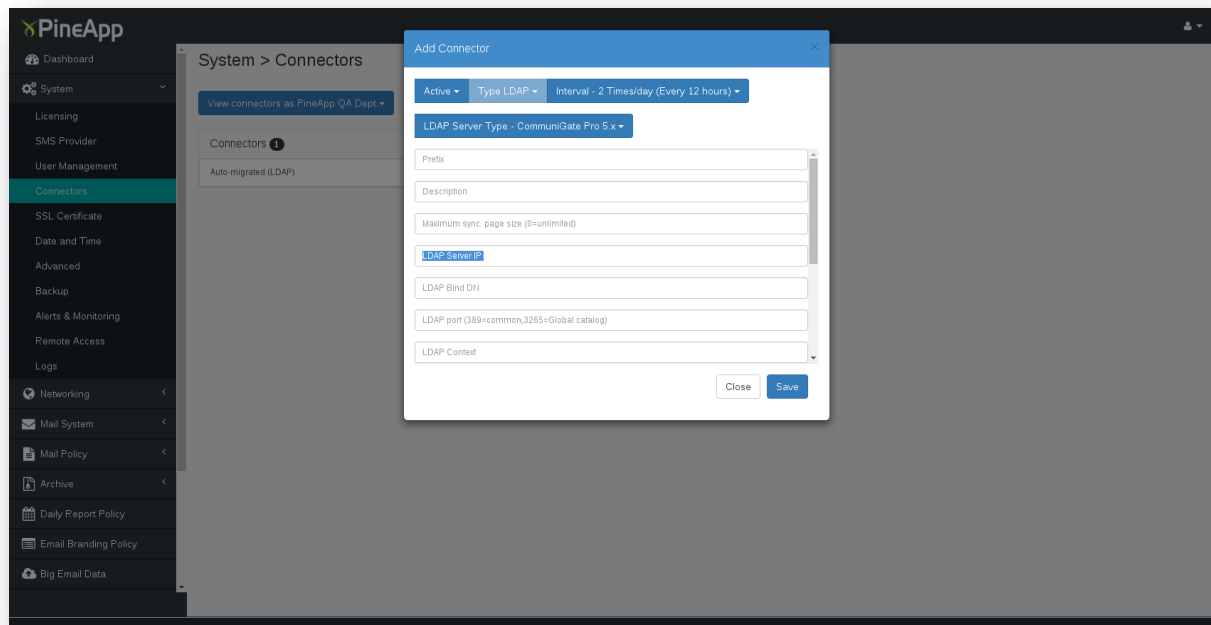 PineApp
Dashboard
System
Licensing
SMS Provider
User Management
Connectors
SSL Certificate
Date and Time
Advanced
Backup
Alerts & Monitoring
Remote Access
Logs
Networking
Mail System
Mail Policy
Archive
Daily Report Policy
Email Branding Policy
Big Email Data
System > Connectors
View connectors as PineApp QA Dept
Connectors 1
Auto-migrated (LDAP)
Add Connector
×
Active Type LDAP Interval - 2 Times/day (Every 12 hours)
LDAP Server Type - CommuniGate Pro 5.x
Prefix
Description
Maximum sync. page size (0=unlimited)
LDAP Server IP
LDAP Bind DN
LDAP port (389=common,3265=Global catalog)
LDAP Context
Close Save